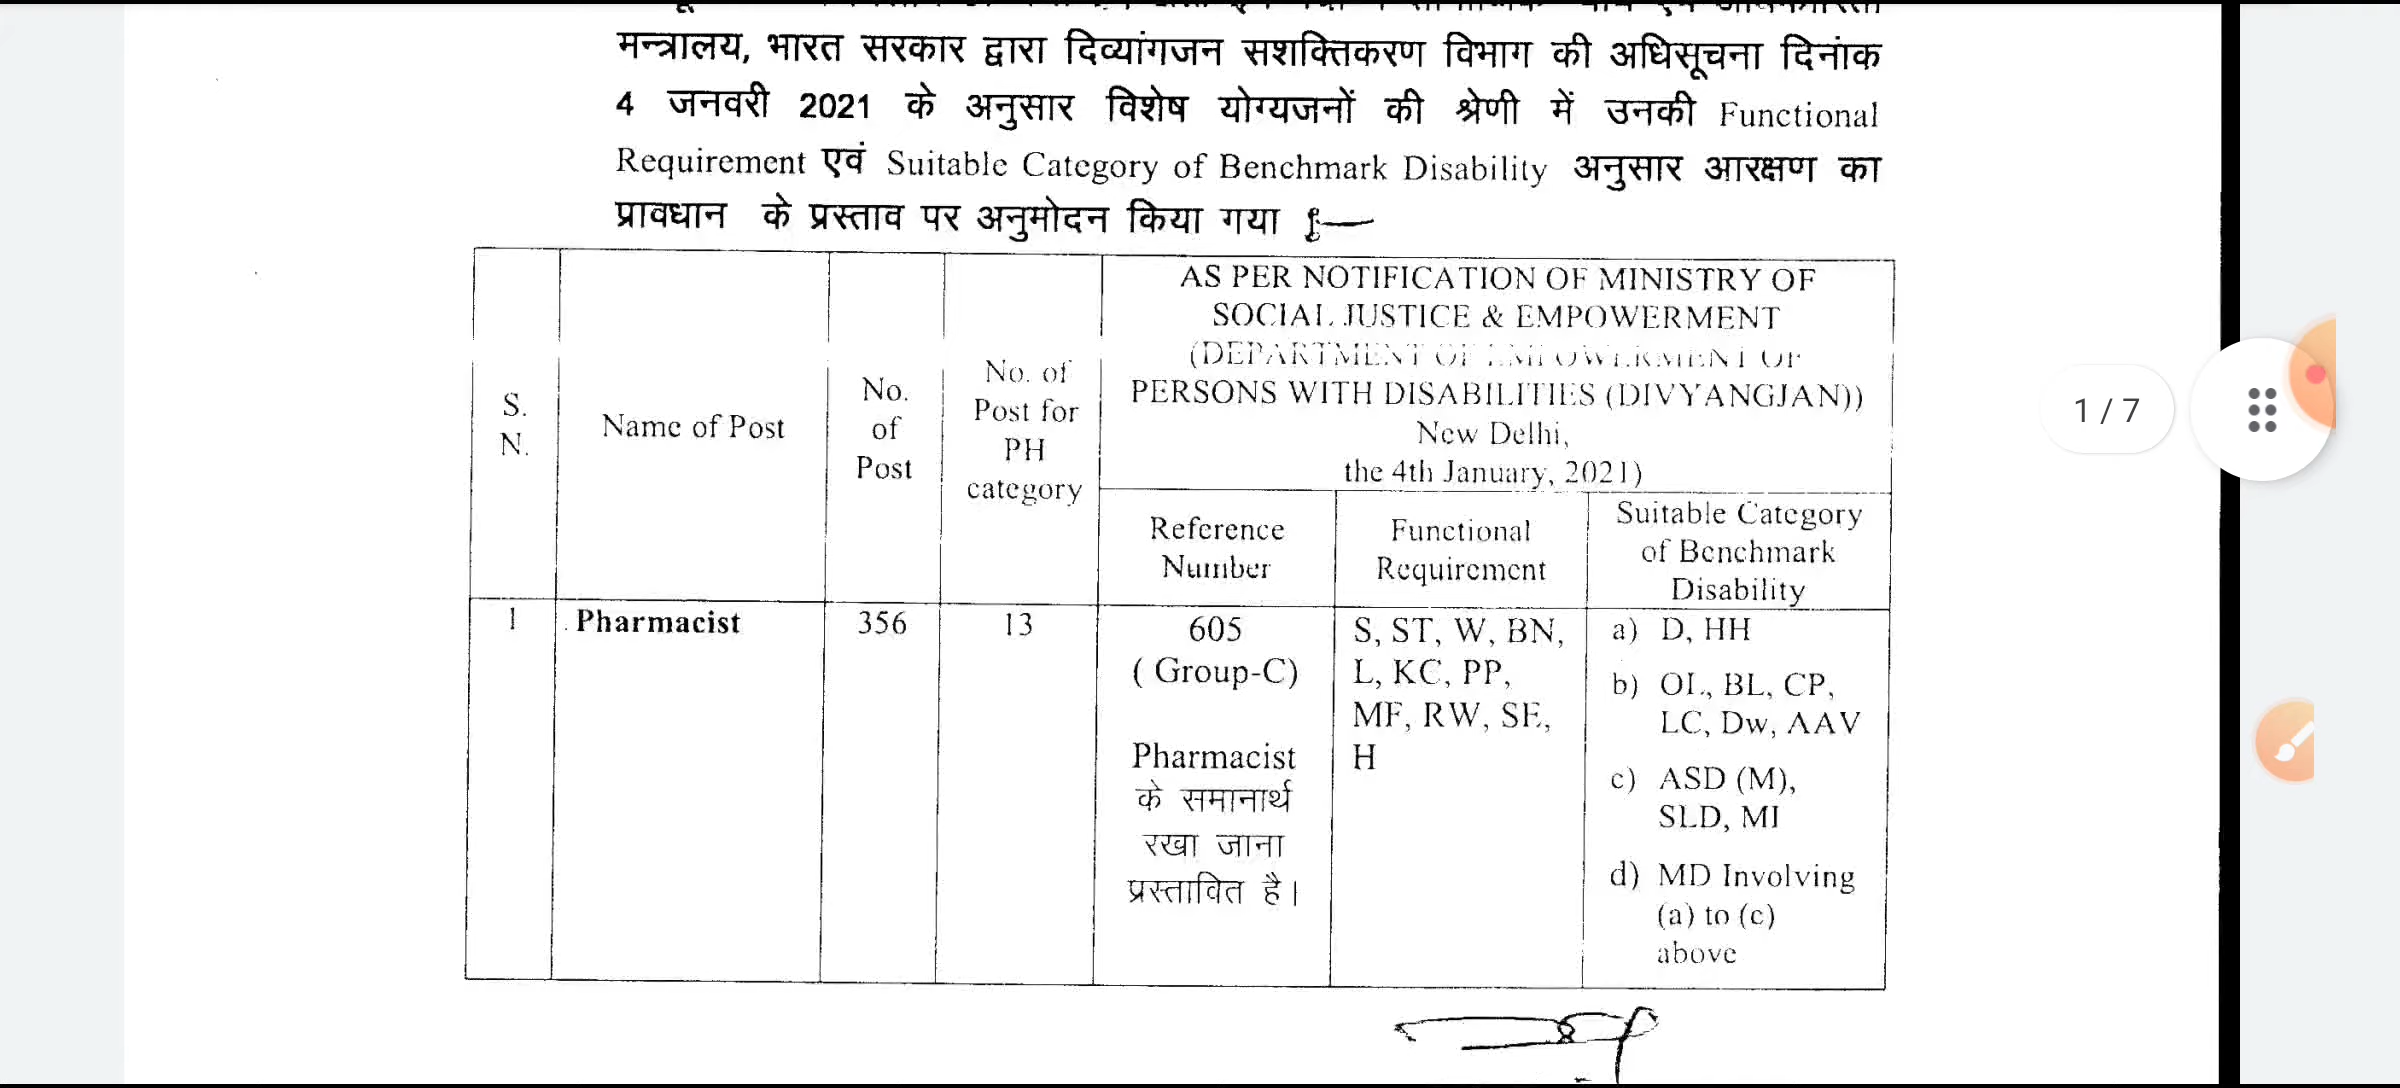 मन्त्रालय, भारत सरकार द्वारा दिव्यांगजन सशक्तिकरण विभाग की अधिसूचना दिनांक
4 जनवरी 2021 के अनुसार विशेष योग्यजनों की श्रेणी में उनकी Functional
Requirement एवं Suitable Category of Benchmark Disability अनुसार आरक्षण का
प्रावधान के प्रस्ताव पर अनुमोदन किया गया
S.
N.
Name of Post
No.
of
Post
No. of
Post for
PH
category
AS PER NOTIFICATION OF MINISTRY OF
SOCIAL JUSTICE & EMPOWERMENT
(DEPARTMENT OF EMPOWERMENT OF
PERSONS WITH DISABILITIES (DIVYANGJAN))
New Delhi,
the 4th January, 2021)
Reference
Number
Functional
Requirement
Suitable Category
of Benchmark
Disability
1
Pharmacist
356
13
605
( Group-C)
Pharmacist
के समानार्थ
रखा जाना
प्रस्तावित है।
S, ST, W, BN,
L, KC, PP,
MF, RW, SE,
H
a) D, HH
b) OL, BL, CP,
LC, Dw, AAV
c) ASD (M),
SLD, MI
d) MD Involving
(a) to (c)
above
1 / 7